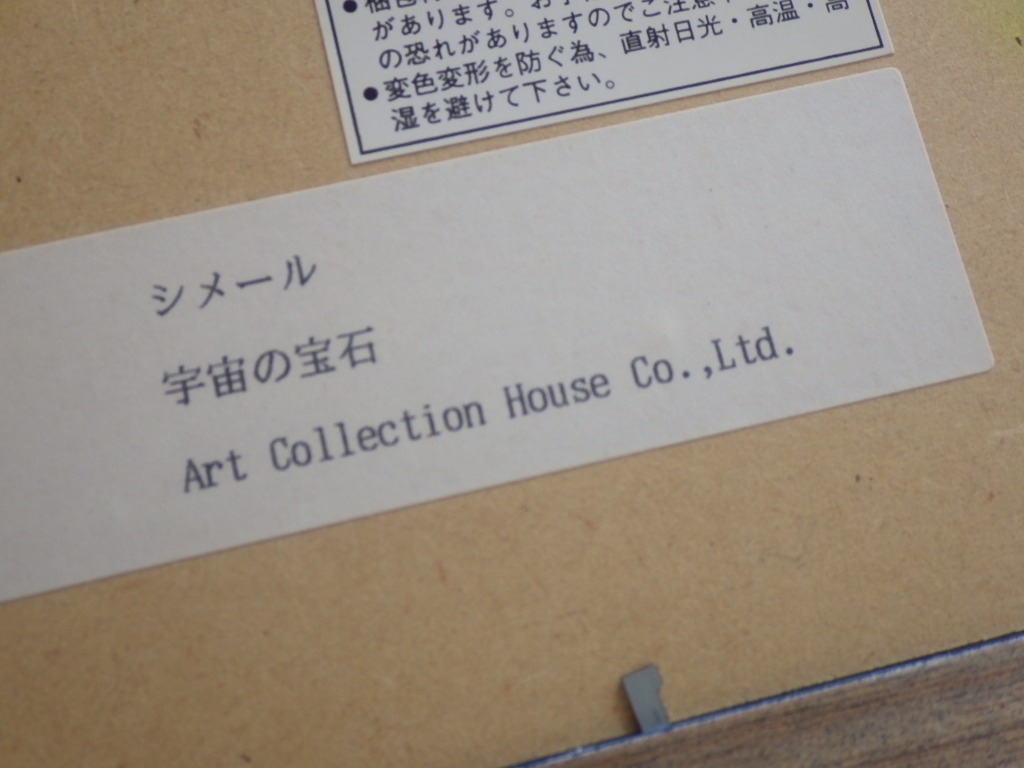 があります。お手
の恐れがありますのでご注意
●変色変形を防ぐ為、直射日光・高温・高
湿を避けて下さい。
シメール
宇宙の宝石
Art Collection House Co.,Ltd.